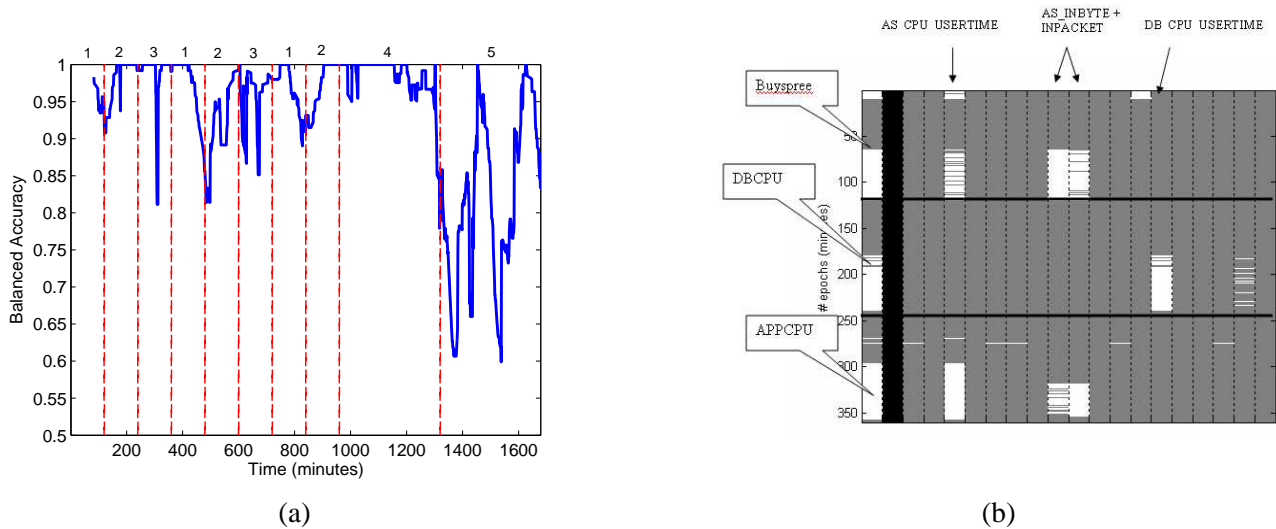 1 2 3 1 2 3 1 2 4 5
1
0.95
0.9
0.85
0.8
0.75
0.7
0.65
0.6
0.55
0.5
Balanced Accuracy
200 400 600 800 1000 1200 1400 1600
Time (minutes)
(a)
AS CPU USERTIME
AS_INBYTE +
INPACKET
DB CPU USERTIME
Buyspree
DBCPU
APPCPU
50
100
150
200
250
300
350
# epochs (minutes)
(b)